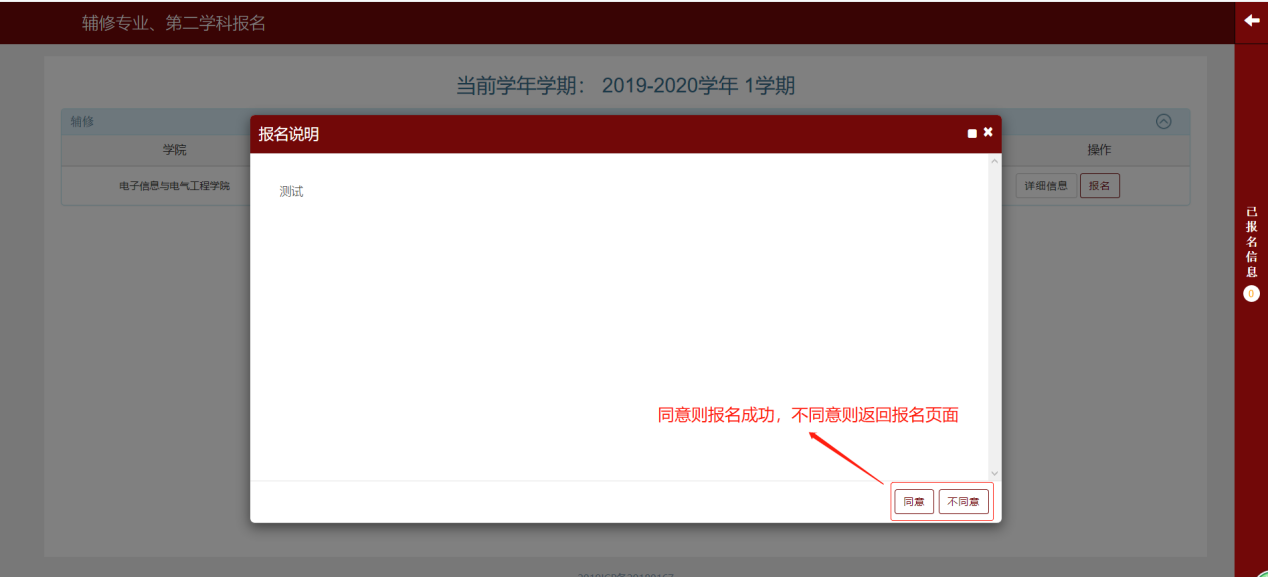 辅修专业、第二学科报名
当前学年学期： 2019-2020学年 1学期
辅修
学院
操作
电子信息与电气工程学院
详细信息
报名
报名说明
测试
同意则报名成功，不同意则返回报名页面
同意
不同意
已报名信息
0